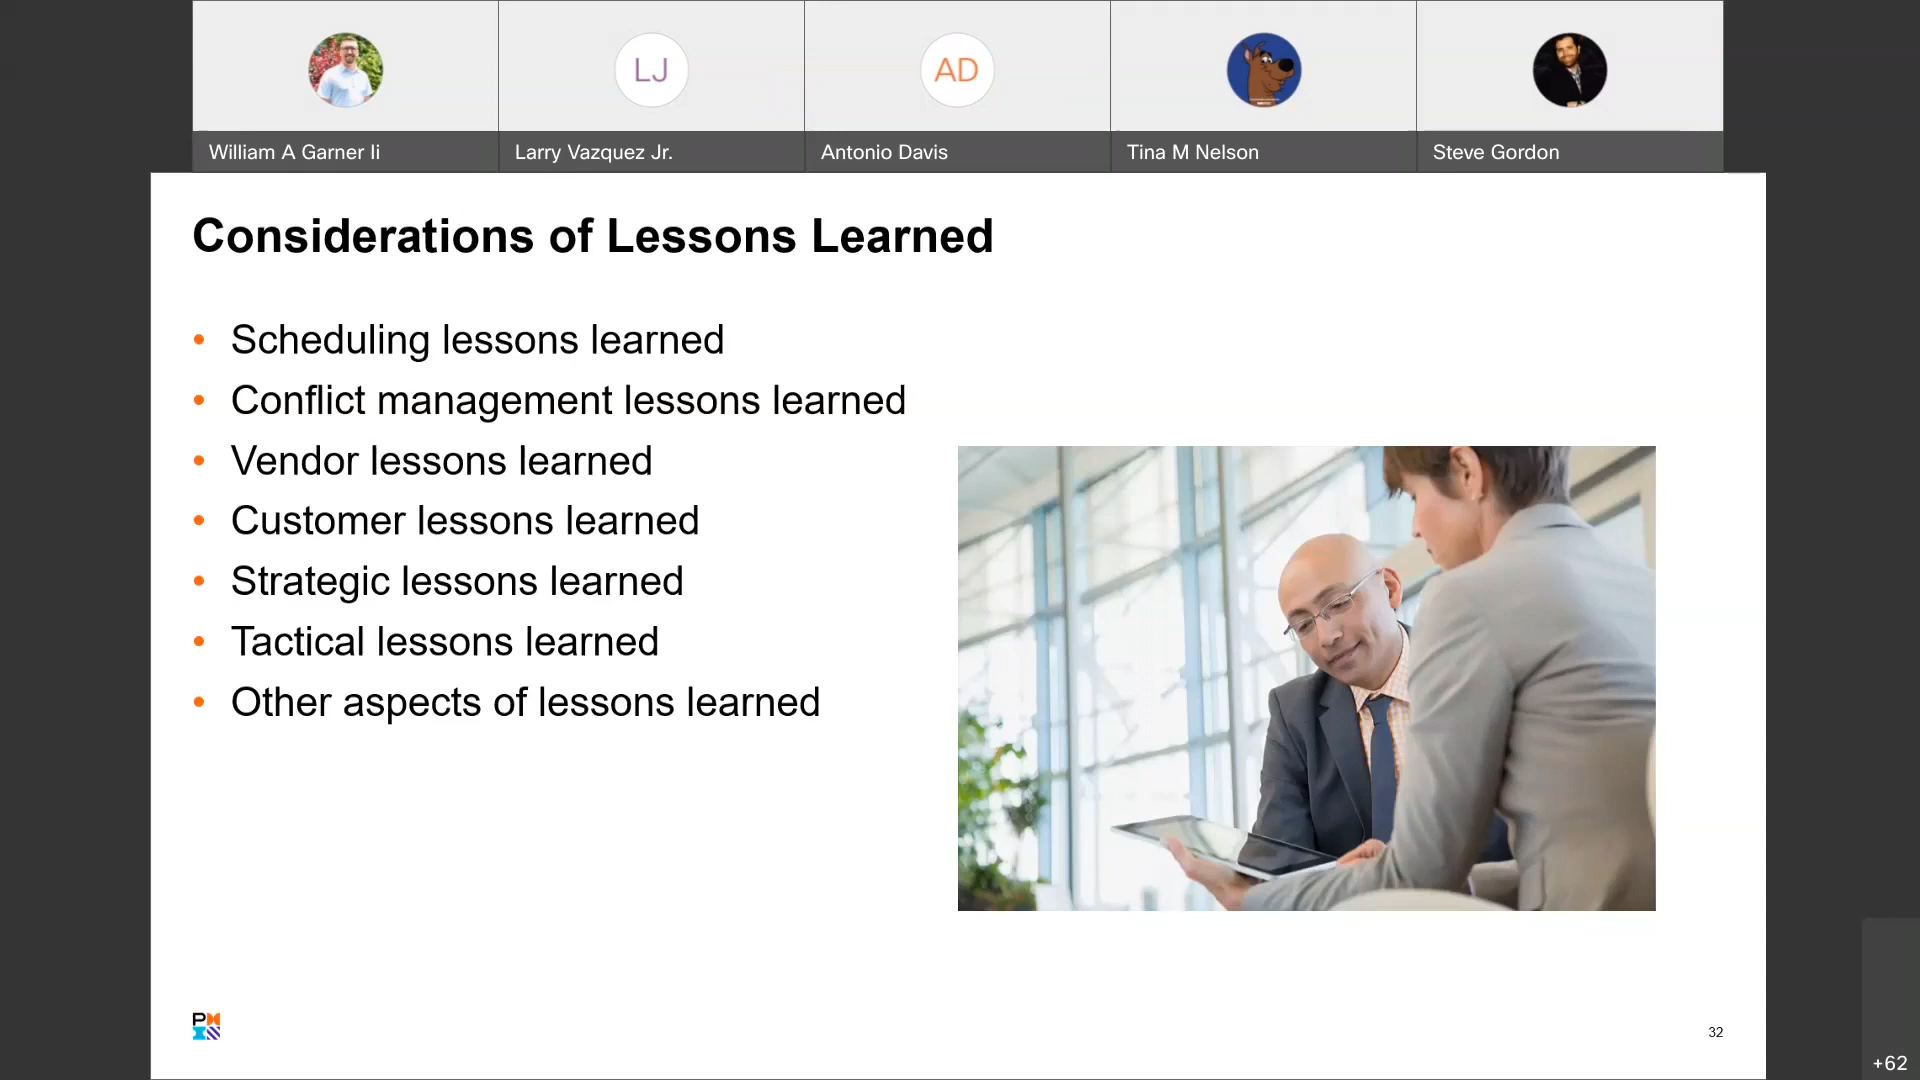 LJ
AD
William A Garner Ii
Larry Vazquez Jr.
Antonio Davis
Tina M Nelson
Steve Gordon
Considerations of Lessons Learned
• Scheduling lessons learned
• Conflict management lessons learned
• Vendor lessons learned
• Customer lessons learned
• Strategic lessons learned
• Tactical lessons learned
• Other aspects of lessons learned
32
+62